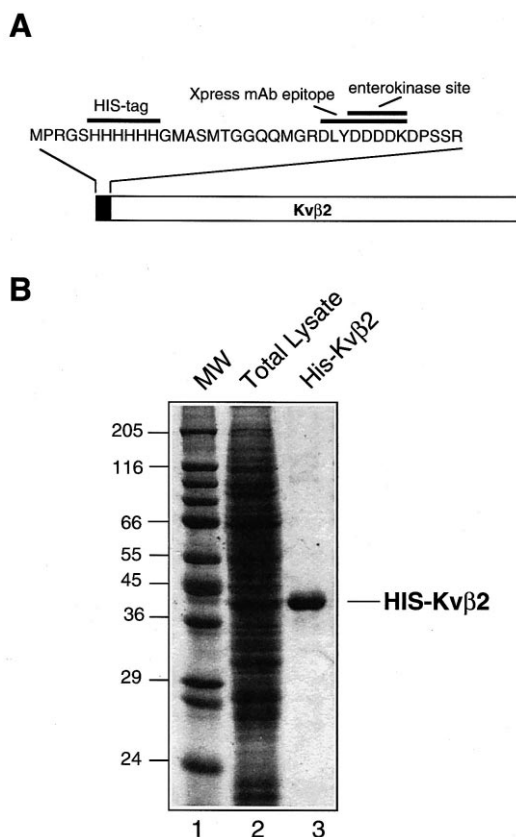 A
HIS-tag
Xpress mAb epitope
enterokinase site
MPRGSHHHHHHGMASMTGGQQMGRDLYDDDDKDPSSR
Kvβ2
B
MW
Total Lysate
His-Kvβ2
205
116
66
55
45
36
29
24
HIS-Kvβ2
1 2 3